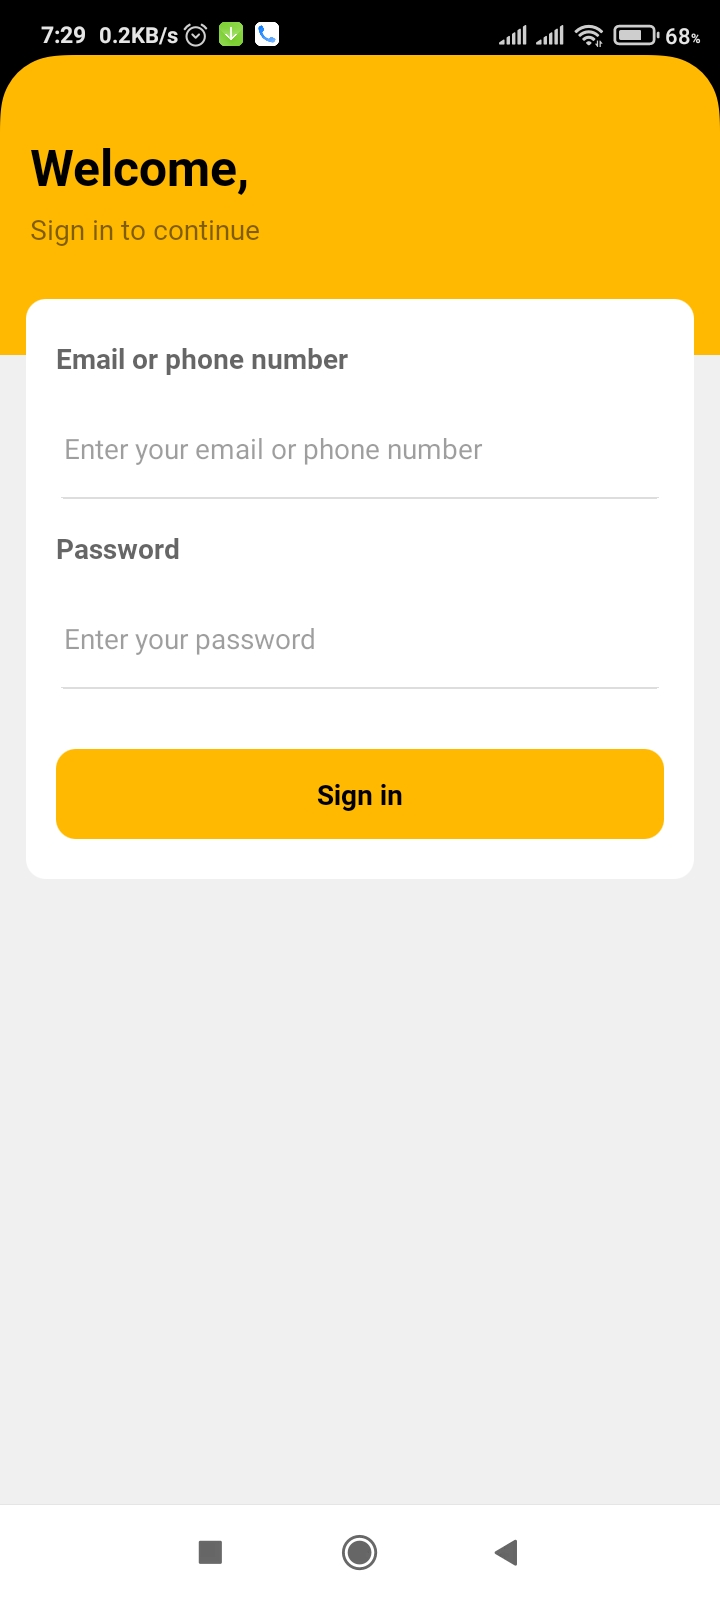 7:29 0.2KB/s 68%
Welcome,
Sign in to continue
Email or phone number
Enter your email or phone number
Password
Enter your password
Sign in